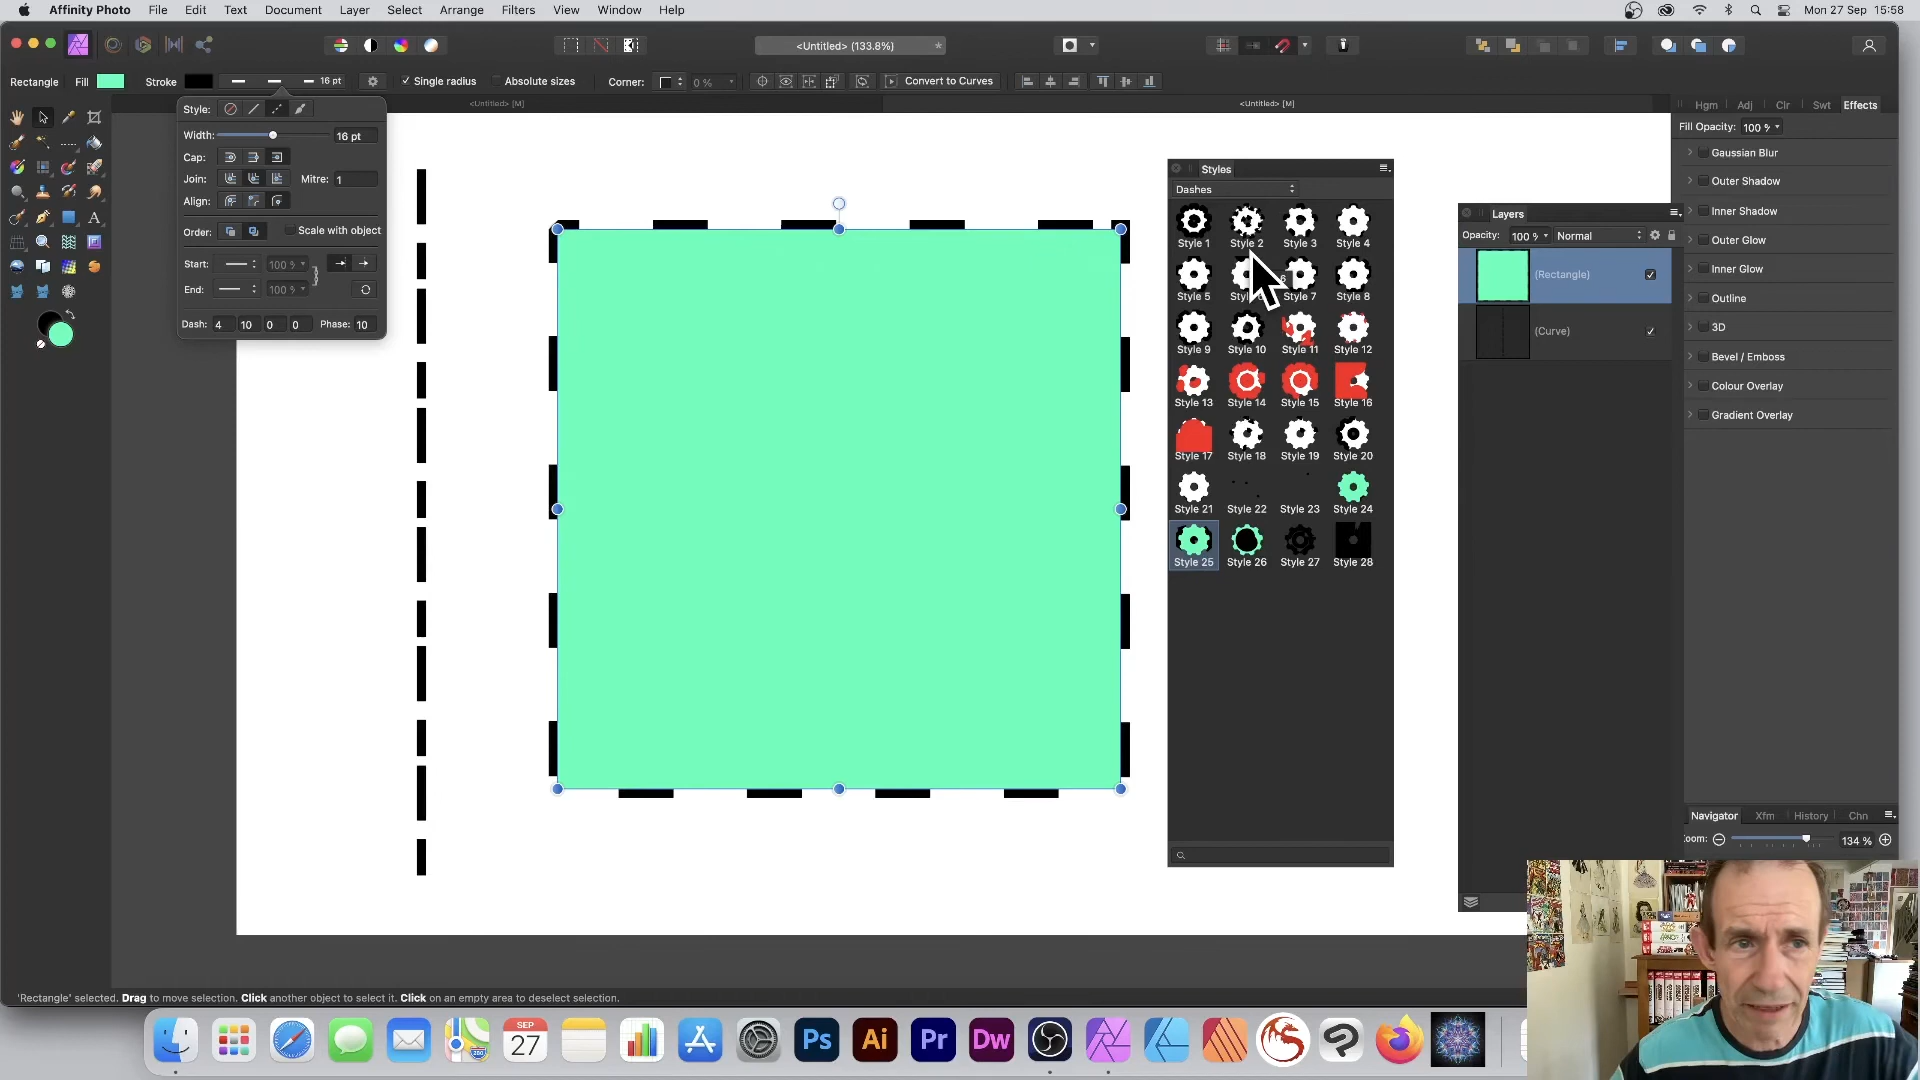 Affinity Photo File Edit Text Document Layer Select Arrange Filters View Window Help Mon 27 Sep 15:58
<Untitled> (133.8%) *
Rectangle Fill Stroke 16 pt Single radius Absolute sizes Corner: 0 % Convert to Curves
<Untitled> [M] <Untitled> [M]
Style:
Width: 16 pt
Cap:
Join: Mitre: 1
Align:
Order: Scale with object
Start: 100 %
End: 100 %
Dash: 4 10 0 0 Phase: 10
Styles
Dashes
Style 1 Style 2 Style 3 Style 4
Style 5 Style 7 Style 8
Style 9 Style 10 Style 11 Style 12
Style 13 Style 14 Style 15 Style 16
Style 17 Style 18 Style 19 Style 20
Style 21 Style 22 Style 23 Style 24
Style 25 Style 26 Style 27 Style 28
Layers
Opacity: 100 % Normal
(Rectangle)
(Curve)
Hgm Adj Clr Swt Effects
Fill Opacity: 100 %
Gaussian Blur
Outer Shadow
Inner Shadow
Outer Glow
Inner Glow
Outline
3D
Bevel / Emboss
Colour Overlay
Gradient Overlay
Navigator Xfm History Chn
Zoom: 134 %
'Rectangle' selected. Drag to move selection. Click another object to select it. Click on an empty area to deselect selection.
SEP
27
280
Ps Ai Pr Dw